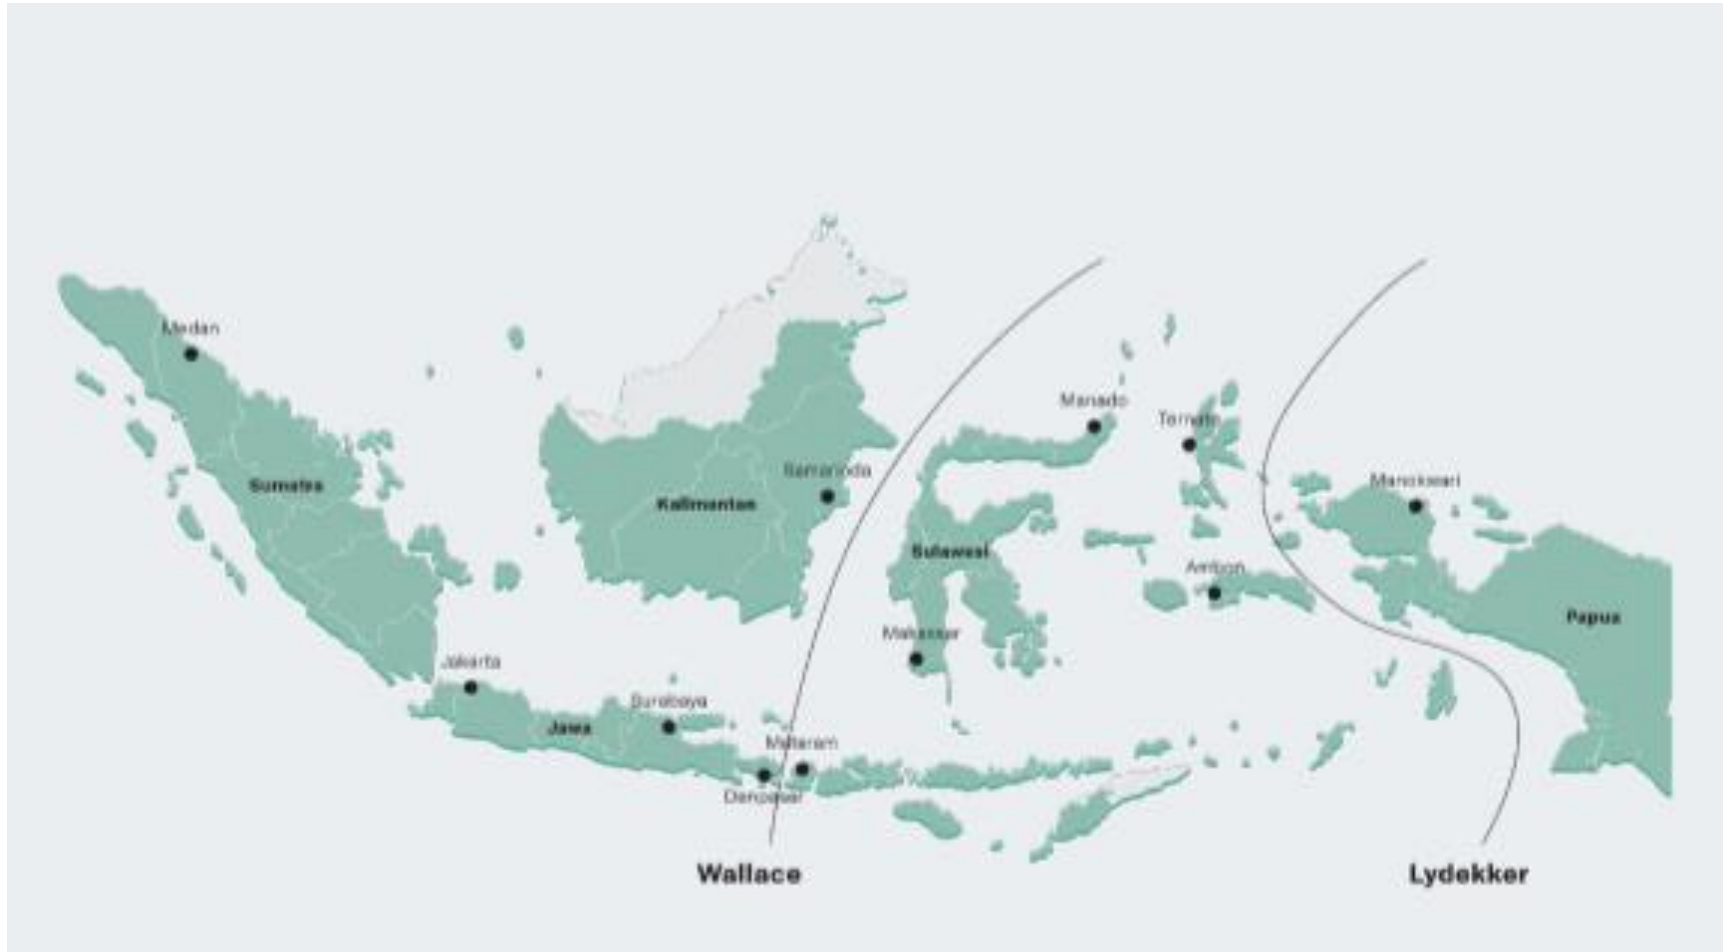 Medan
Manado
Ternate
Samarinda
Manokwari
Sumatra
Kalimantan
Sulawesi
Ambon
Papua
Makassar
Jakarta
Surabaya
Jawa
Mataram
Denpasar
Wallace
Lydekker